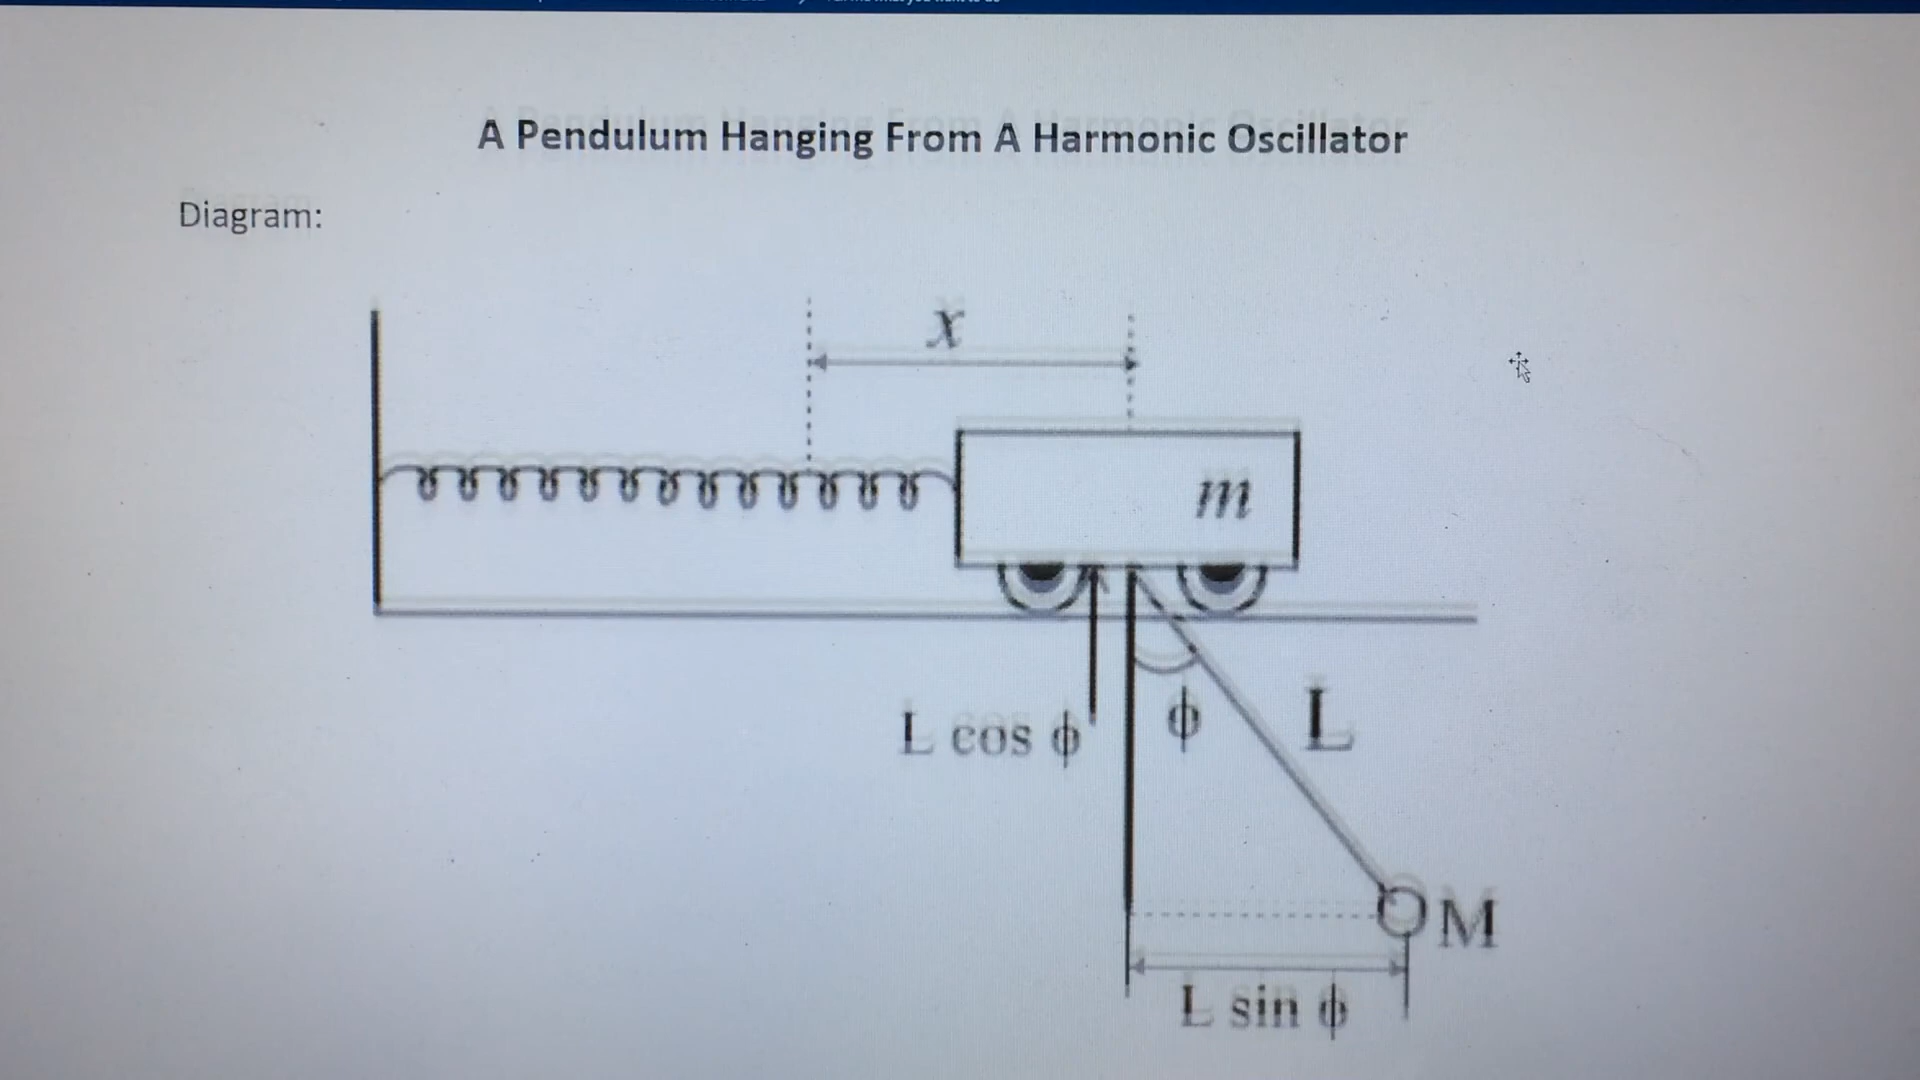 A Pendulum Hanging From A Harmonic Oscillator
Diagram:
x
m
L cos ϕ
ϕ
L
M
L sin ϕ